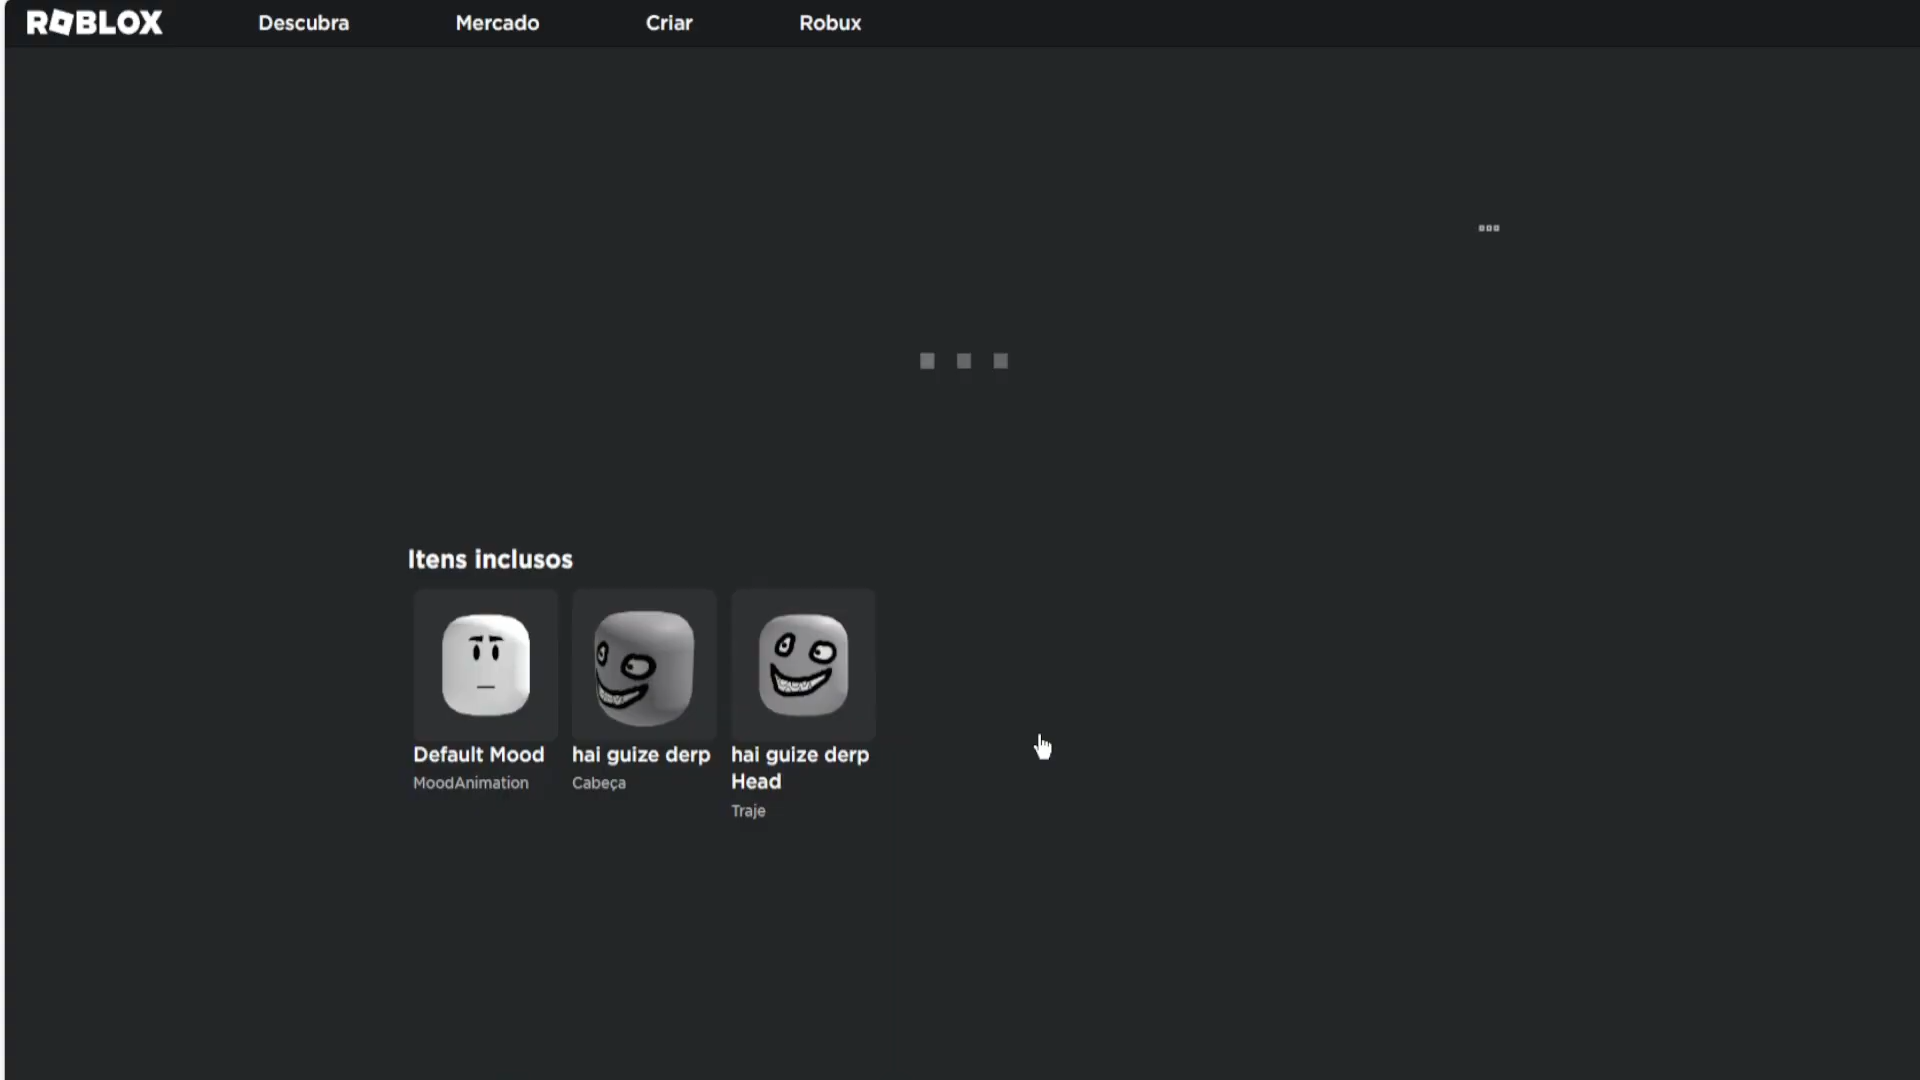 ROBLOX Descubra Mercado Criar Robux
Itens inclusos
Default Mood
MoodAnimation
hai guize derp
Cabeça
hai guize derp
Head
Traje